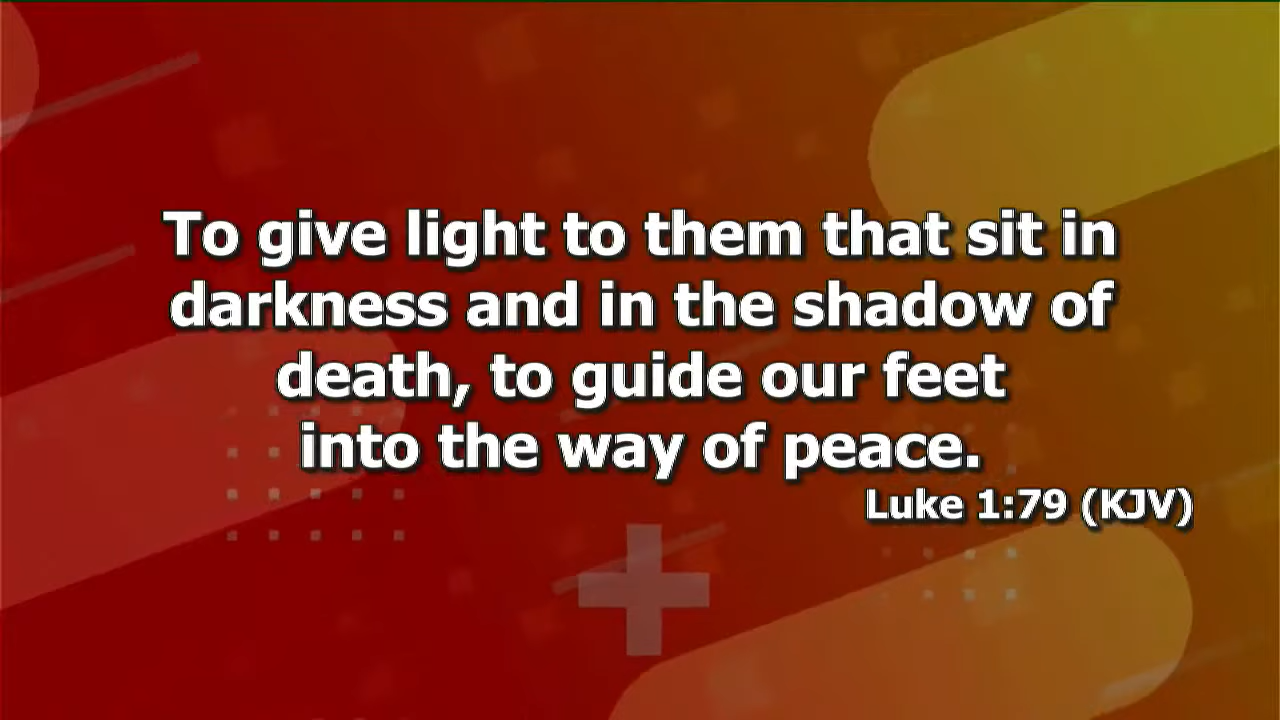 To give light to them that sit in
darkness and in the shadow of
death, to guide our feet
into the way of peace.
Luke 1:79 (KJV)